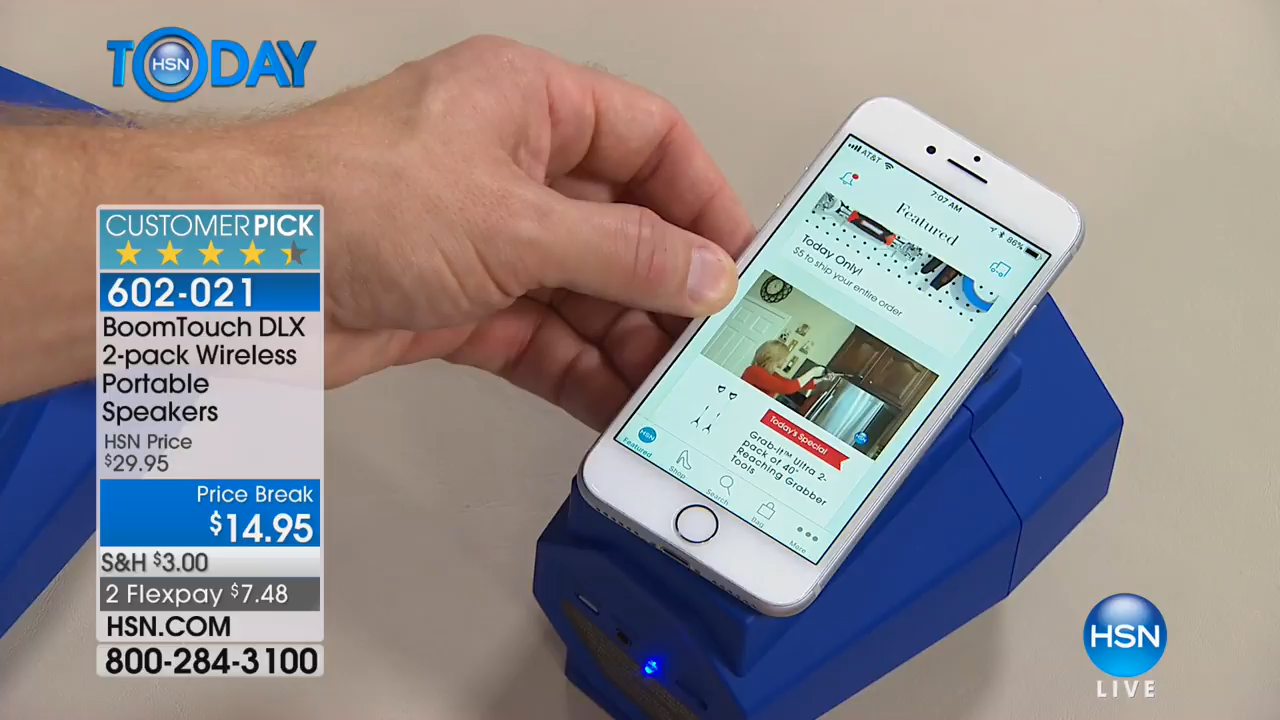 TODAY
HSN
CUSTOMER PICK
602-021
BoomTouch DLX
2-pack Wireless
Portable
Speakers
HSN Price
$29.95
Price Break
$14.95
S&H $3.00
2 Flexpay $7.48
HSN.COM
800-284-3100
AT&T
7:07 AM
86%
Featured
Today Only!
$5 to ship your entire order
Today's Special
Grab-It™ Ultra 2-
pack of 40"
Reaching Grabber
Tools
HSN
Featured
Shop
Search
Bag
More
HSN
LIVE